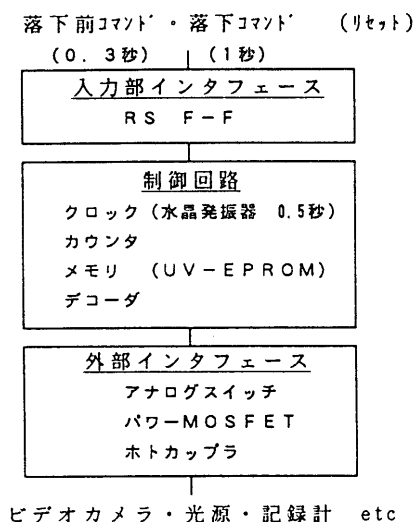 落下前ｺﾏﾝﾄﾞ・落下ｺﾏﾝﾄﾞ (ﾘｾｯﾄ)
(0.3秒) (1秒)
入力部インタフェース
RS F-F
制御回路
クロック(水晶発振器 0.5秒)
カウンタ
メモリ (UV-EPROM)
デコーダ
外部インタフェース
アナログスイッチ
パワーMOSFET
ホトカップラ
ビデオカメラ・光源・記録計 etc